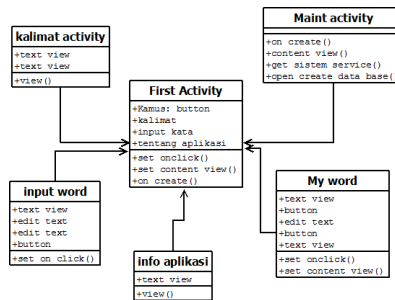 kalimat activity
+text view
+text view
+view()
Maint activity
+on create()
+content view()
+get sistem service()
+open create data base()
First Activity
+Kamus: button
+kalimat
+input kata
+tentang aplikasi
+set onclick()
+set content view()
+on create()
input word
+text view
+edit text
+edit text
+button
+set on click()
My word
+text view
+button
+edit text
+button
+text view
+set onclick()
+set content view()
info aplikasi
+text view
+view()